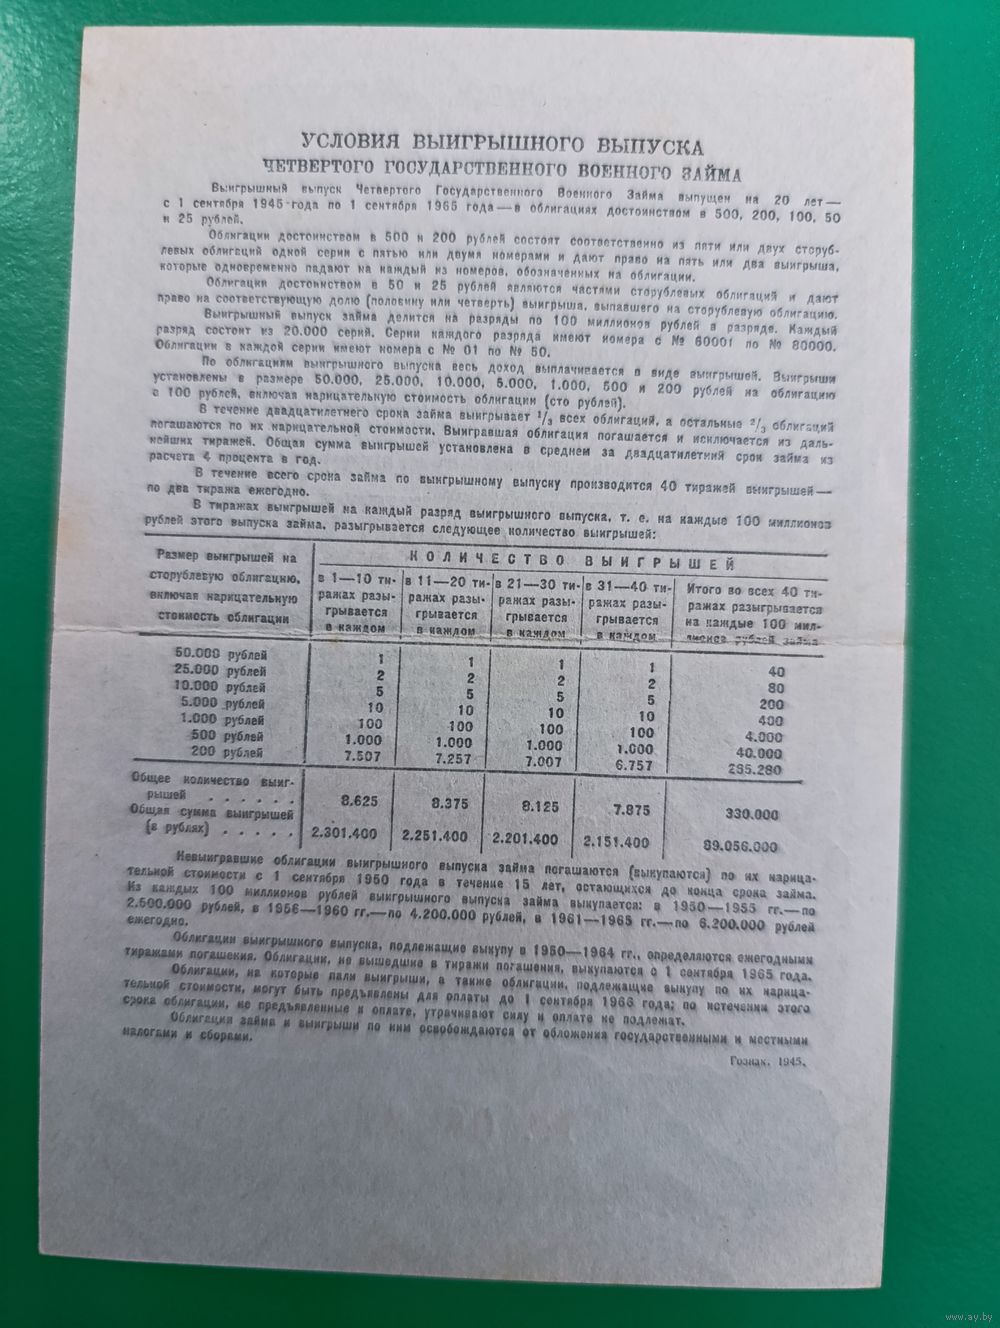 УСЛОВИЯ ВЫИГРЫШНОГО ВЫПУСКА
ЧЕТВЕРТОГО ГОСУДАРСТВЕННОГО ВОЕННОГО ЗАЙМА
Выигрышный выпуск Четвертого Государственного Военного Займа выпущен на 20 лет—
с 1 сентября 1945 года по 1 сентября 1965 года—в облигациях достоинством в 500, 200, 100, 50
и 25 рублей.
Облигации достоинством в 500 и 200 рублей состоят соответственно из пяти или двух сторуб-
левых облигаций одной серии с пятью или двумя номерами и дают право на пять или два выигрыша,
которые одновременно падают на каждый из номеров, обозначенных на облигации.
Облигации достоинством в 50 и 25 рублей являются частями сторублевых облигаций и дают
право на соответствующую долю (половину или четверть) выигрыша, выпавшего на сторублевую облигацию.
Выигрышный выпуск займа делится на разряды по 100 миллионов рублей в разряде. Каждый
разряд состоит из 20.000 серий. Серии каждого разряда имеют номера с № 60001 по № 80000.
Облигации в каждой серии имеют номера с № 01 по № 50.
По облигациям выигрышного выпуска весь доход выплачивается в виде выигрышей. Выигрыши
установлены в размере 50.000, 25.000, 10.000, 5.000, 1.000, 500 и 200 рублей на облигацию
в 100 рублей, включая нарицательную стоимость облигации (сто рублей).
В течение двадцатилетнего срока займа выигрывает 1/3 всех облигаций, а остальные 2/3 облигаций
погашаются по их нарицательной стоимости. Выигравшая облигация погашается и исключается из даль-
нейших тиражей. Общая сумма выигрышей установлена в среднем за двадцатилетний срок займа из
расчета 4 процента в год.
В течение всего срока займа по выигрышному выпуску производится 40 тиражей выигрышей—
по два тиража ежегодно.
В тиражах выигрышей на каждый разряд выигрышного выпуска, т. е. на каждые 100 миллионов
рублей этого выпуска займа, разыгрывается следующее количество выигрышей:
Размер выигрышей на
сторублевую облигацию,
включая нарицательную
стоимость облигации
КОЛИЧЕСТВО ВЫИГРЫШЕЙ
в 1—10 ти-
ражах разы-
грывается
в каждом
в 11—20 ти-
ражах разы-
грывается
в каждом
в 21—30 ти-
ражах разы-
грывается
в каждом
в 31—40 ти-
ражах разы-
грывается
в каждом
Итого во всех 40 ти-
ражах разыгрывается
на каждые 100 мил-
лионов рублей займа
50.000 рублей 1 1 1 1 40
25.000 рублей 2 2 2 2 80
10.000 рублей 5 5 5 5 200
5.000 рублей 10 10 10 10 400
1.000 рублей 100 100 100 100 4.000
500 рублей 1.000 1.000 1.000 1.000 40.000
200 рублей 7.507 7.257 7.007 6.757 285.280
Общее количество выиг-
рышей . . . . . . 8.625 8.375 8.125 7.875 330.000
Общая сумма выигрышей
(в рублях) . . . . . 2.301.400 2.251.400 2.201.400 2.151.400 89.056.000
Невыигравшие облигации выигрышного выпуска займа погашаются (выкупаются) по их нарица-
тельной стоимости с 1 сентября 1950 года в течение 15 лет, остающихся до конца срока займа.
Из каждых 100 миллионов рублей выигрышного выпуска займа выкупается: в 1950—1955 гг.—по
2.500.000 рублей, в 1956—1960 гг.—по 4.200.000 рублей, в 1961—1965 гг.—по 6.200.000 рублей
ежегодно.
Облигации выигрышного выпуска, подлежащие выкупу в 1950—1964 гг., определяются ежегодными
тиражами погашения. Облигации, не вышедшие в тиражи погашения, выкупаются с 1 сентября 1965 года.
Облигации, на которые пали выигрыши, а также облигации, подлежащие выкупу по их нарица-
тельной стоимости, могут быть предъявлены для оплаты до 1 сентября 1966 года; по истечении этого
срока облигации, не предъявленные к оплате, утрачивают силу и оплате не подлежат.
Облигации займа и выигрыши по ним освобождаются от обложения государственными и местными
налогами и сборами.
Гознак. 1945.
www.ay.by